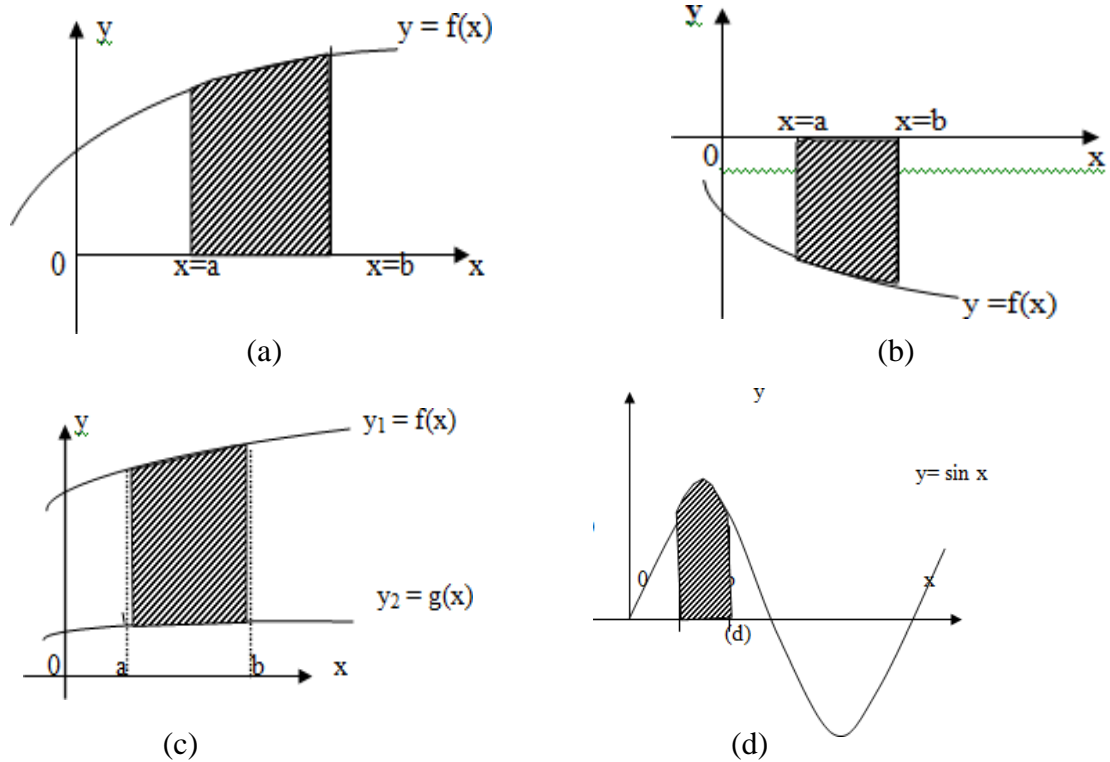 y
y = f(x)
0
x=a
x=b
x
(a)
y
x=a
x=b
0
x
y =f(x)
(b)
y
y₁ = f(x)
y₂ = g(x)
0
a
b
x
(c)
y
y= sin x
0
x
(d)
(d)